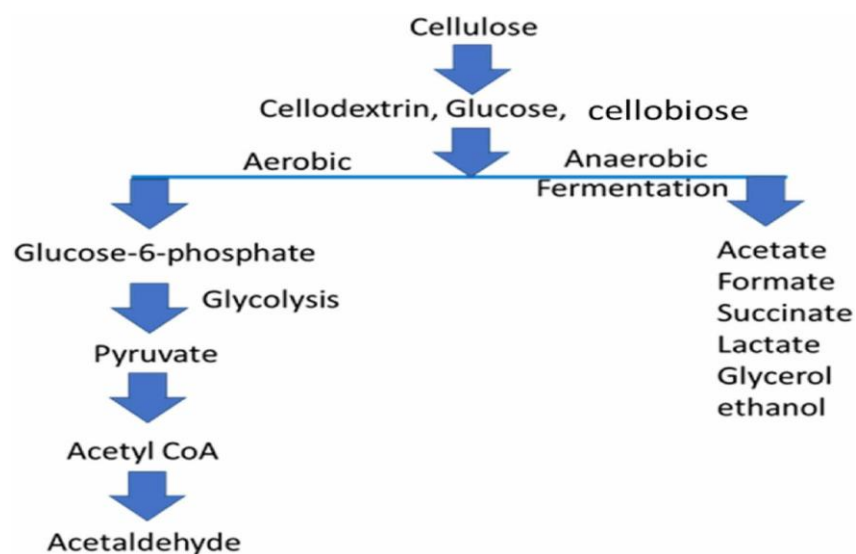 Cellulose
Cellodextrin, Glucose, cellobiose
Aerobic
Anaerobic
Fermentation
Glucose-6-phosphate
Glycolysis
Pyruvate
Acetyl CoA
Acetaldehyde
Acetate
Formate
Succinate
Lactate
Glycerol
ethanol